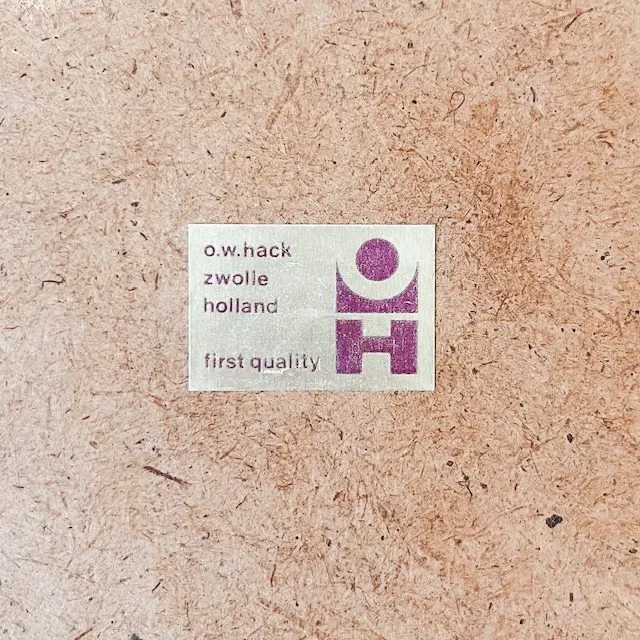 o.w.hack
zwolle
holland
first quality
H